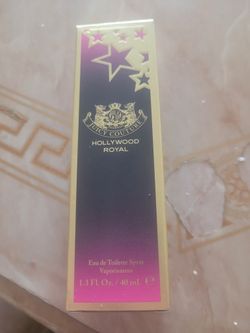 JUICY COUTURE
HOLLYWOOD
ROYAL
Eau de Toilette Spray
Vaporisateur
1.3 Fl. Oz. / 40 mL ℮